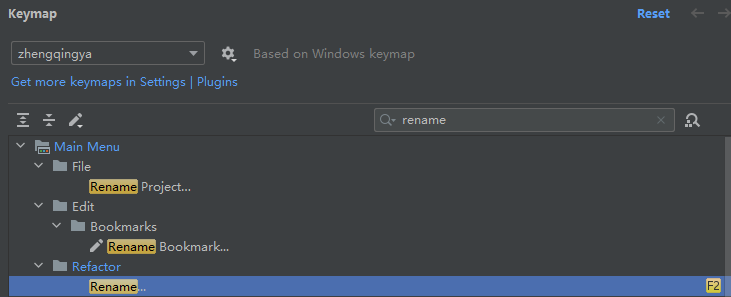 Keymap Reset
zhengqingya Based on Windows keymap
Get more keymaps in Settings | Plugins
rename
Main Menu
File
Rename Project...
Edit
Bookmarks
Rename Bookmark...
Refactor
Rename... F2